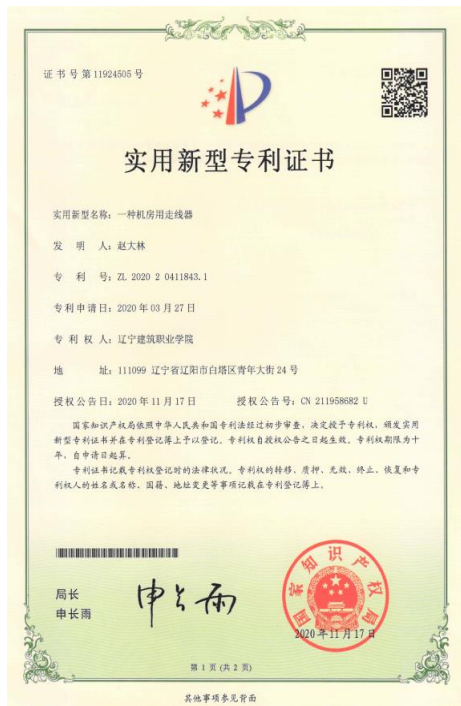 证书号第11924505号
实用新型专利证书
实用新型名称：一种机房用走线器
发 明 人：赵大林
专 利 号：ZL 2020 2 0411843.1
专利申请日：2020年03月27日
专 利 权 人：辽宁建筑职业学院
地 址：111099 辽宁省辽阳市白塔区青年大街24号
授权公告日：2020年11月17日 授权公告号：CN 211958682 U
国家知识产权局依照中华人民共和国专利法经过初步审查，决定授予专利权，颁发实用
新型专利证书并在专利登记簿上予以登记。专利权自授权公告之日起生效。专利权期限为十
年，自申请日起算。
专利证书记载专利权登记时的法律状况。专利权的转移、质押、无效、终止、恢复和专
利权人的姓名或名称、国籍、地址变更等事项记载在专利登记簿上。
局长
申长雨
申长雨
国家知识产权局
2020年11月17日
第 1 页 (共 2 页)
其他事项参见背面